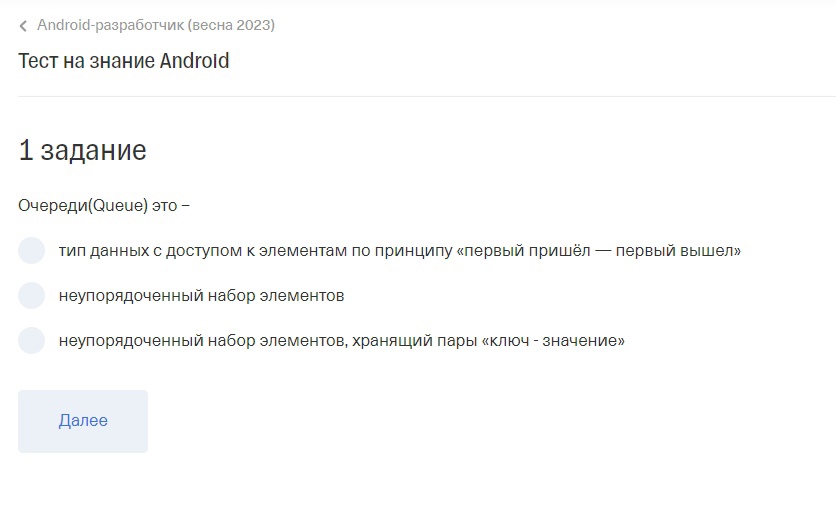 Android-разработчик (весна 2023)
Тест на знание Android
1 задание
Очереди(Queue) это –
тип данных с доступом к элементам по принципу «первый пришёл — первый вышел»
неупорядоченный набор элементов
неупорядоченный набор элементов, хранящий пары «ключ - значение»
Далее